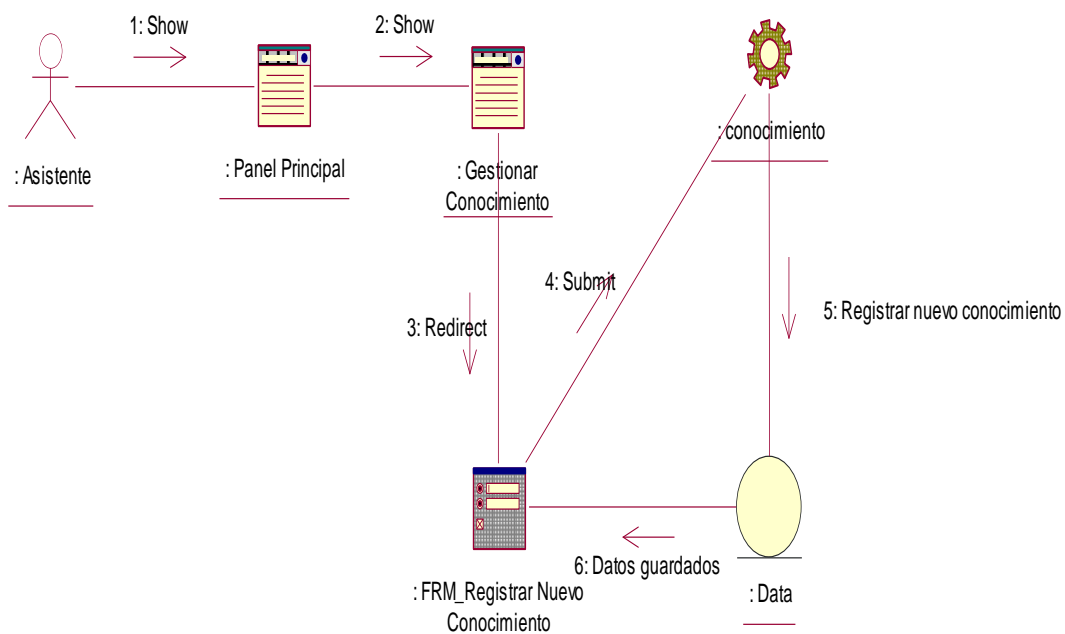 1: Show
2: Show
: Asistente
: Panel Principal
: Gestionar
Conocimiento
: conocimiento
3: Redirect
4: Submit
5: Registrar nuevo conocimiento
6: Datos guardados
: FRM_Registrar Nuevo
Conocimiento
: Data